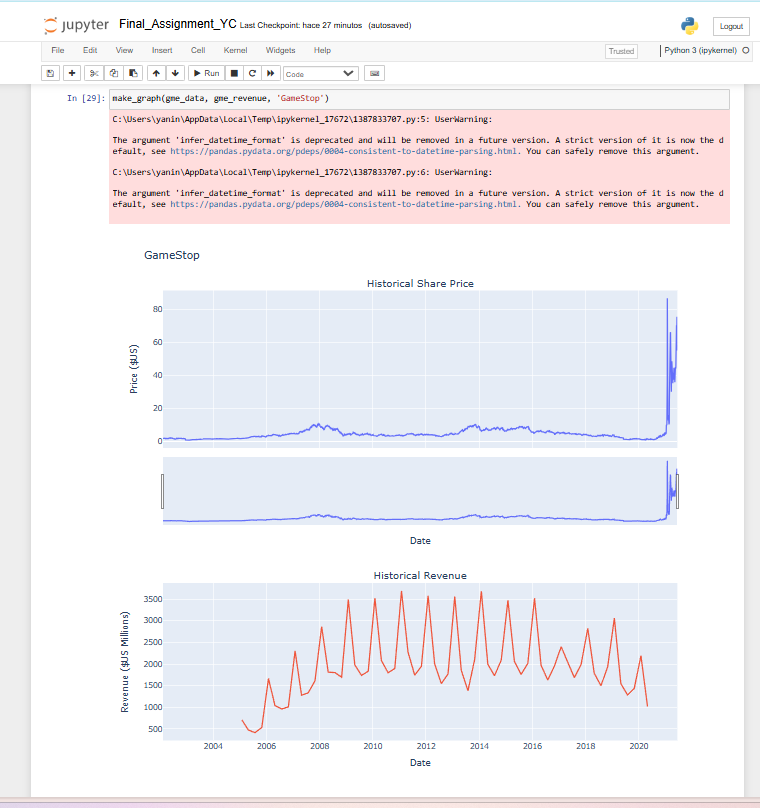 jupyter Final_Assignment_YC Last Checkpoint: hace 27 minutos (autosaved)
Logout
File Edit View Insert Cell Kernel Widgets Help
Trusted
Python 3 (ipykernel)
Run
Code
In [29]: make_graph(gme_data, gme_revenue, 'GameStop')
C:\Users\yanin\AppData\Local\Temp\ipykernel_17672\1387833707.py:5: UserWarning:
The argument 'infer_datetime_format' is deprecated and will be removed in a future version. A strict version of it is now the d
efault, see https://pandas.pydata.org/pdeps/0004-consistent-to-datetime-parsing.html. You can safely remove this argument.
C:\Users\yanin\AppData\Local\Temp\ipykernel_17672\1387833707.py:6: UserWarning:
The argument 'infer_datetime_format' is deprecated and will be removed in a future version. A strict version of it is now the d
efault, see https://pandas.pydata.org/pdeps/0004-consistent-to-datetime-parsing.html. You can safely remove this argument.
GameStop
Historical Share Price
Price ($US)
80
60
40
20
0
Date
Historical Revenue
Revenue ($US Millions)
3500
3000
2500
2000
1500
1000
500
2004 2006 2008 2010 2012 2014 2016 2018 2020
Date